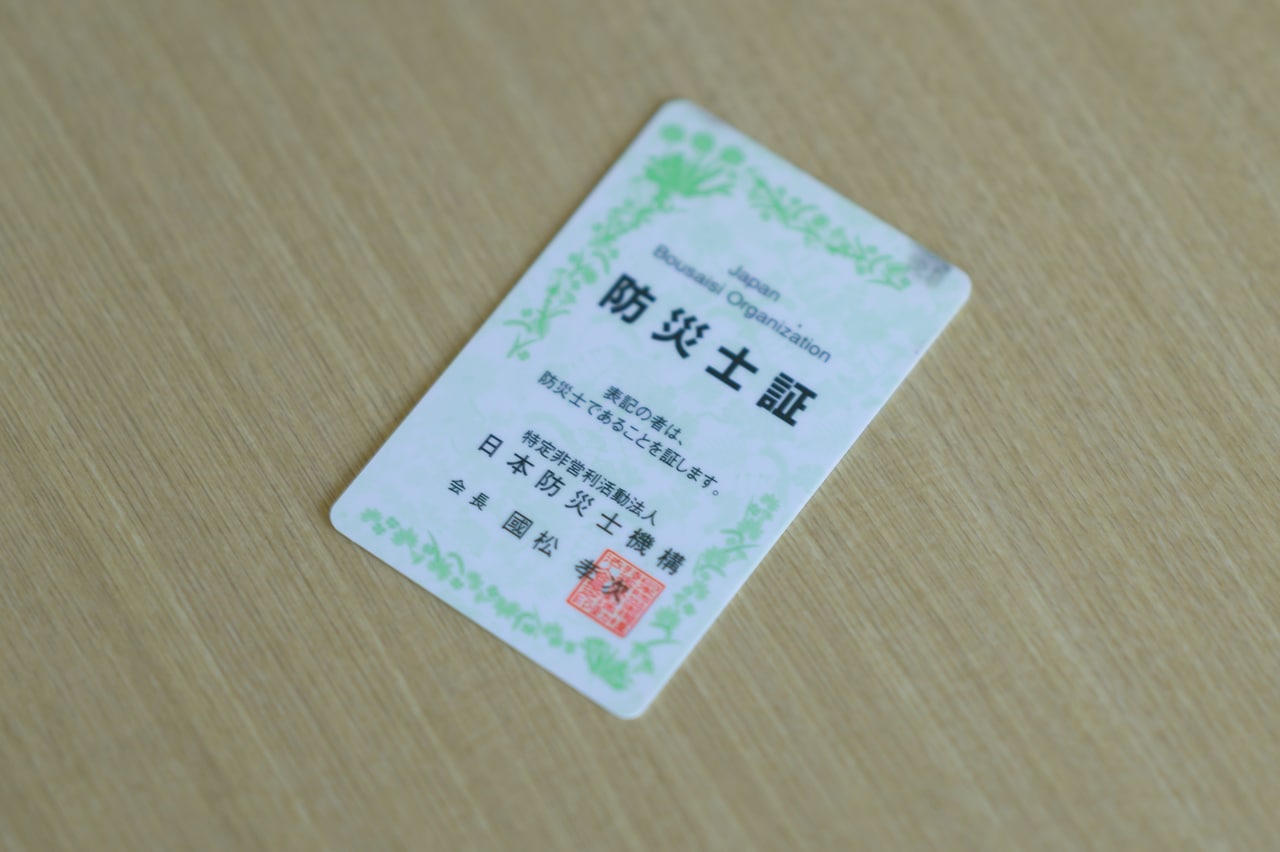 Japan
Bousaisi Organization
防災士証
表記の者は、
防災士であることを証します。
特定非営利活動法人
日本防災士機構
会長 國松 孝次